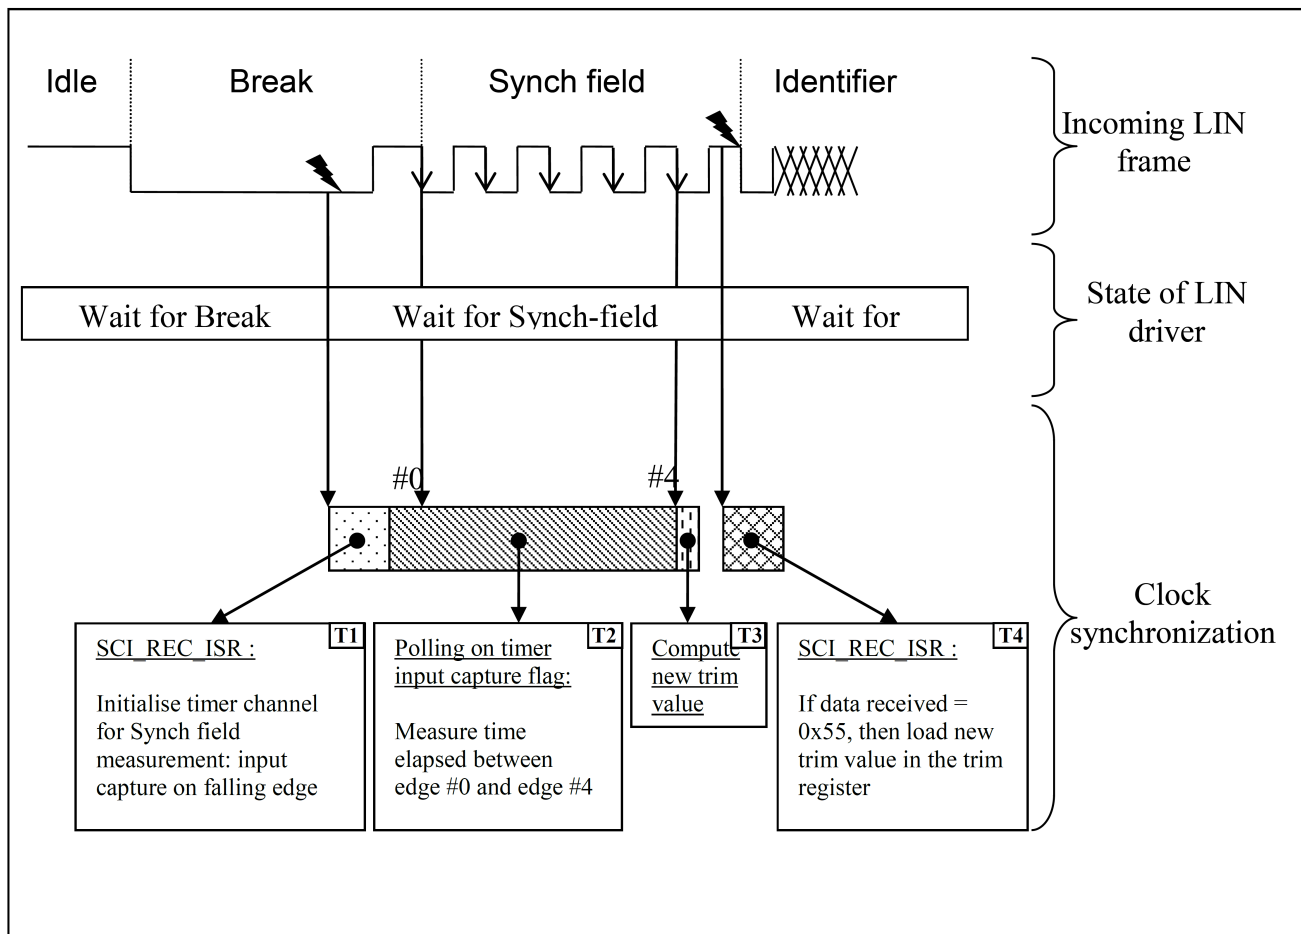 Idle
Break
Synch field
Identifier
Incoming LIN
frame
Wait for Break
Wait for Synch-field
Wait for
State of LIN
driver
#0
#4
Clock
synchronization
T1
SCI_REC_ISR :
Initialise timer channel
for Synch field
measurement: input
capture on falling edge
T2
Polling on timer
input capture flag:
Measure time
elapsed between
edge #0 and edge #4
T3
Compute
new trim
value
T4
SCI_REC_ISR :
If data received =
0x55, then load new
trim value in the trim
register